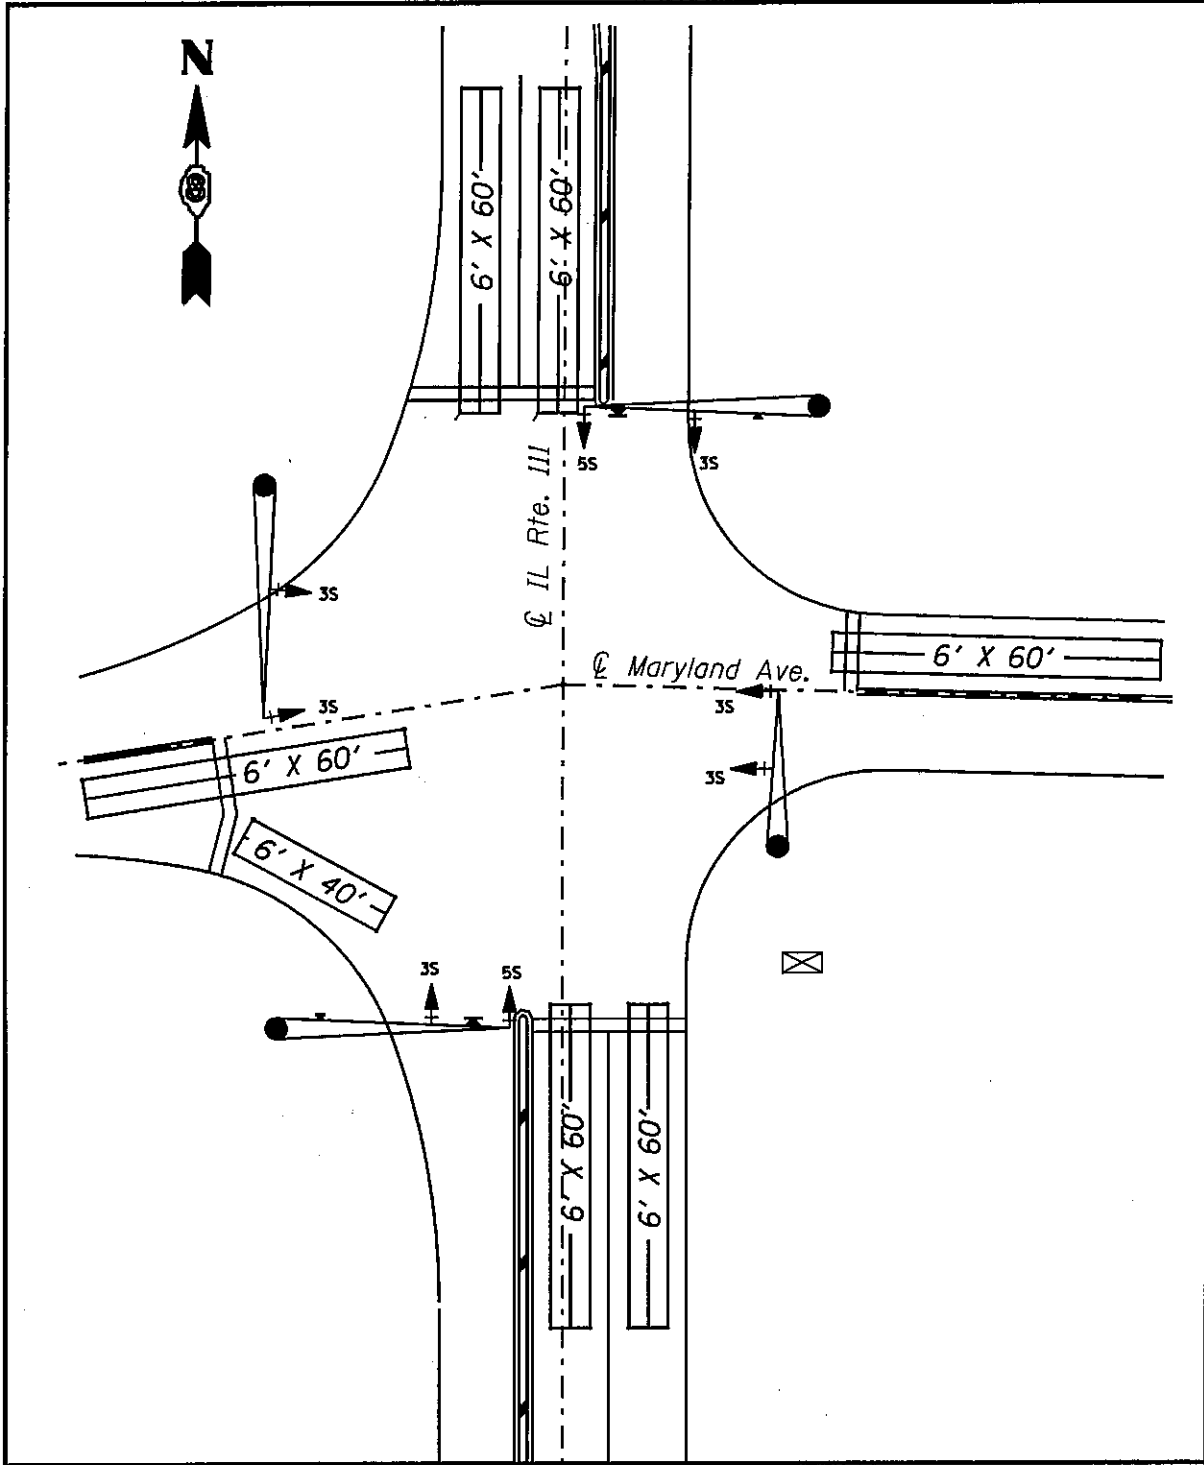 N
6' X 60'
6' X 60'
5S
3S
℄ IL Rte. 111
3S
℄ Maryland Ave.
6' X 60'
3S
3S
6' X 60'
3S
6' X 40'
3S
5S
6' X 60'
6' X 60'